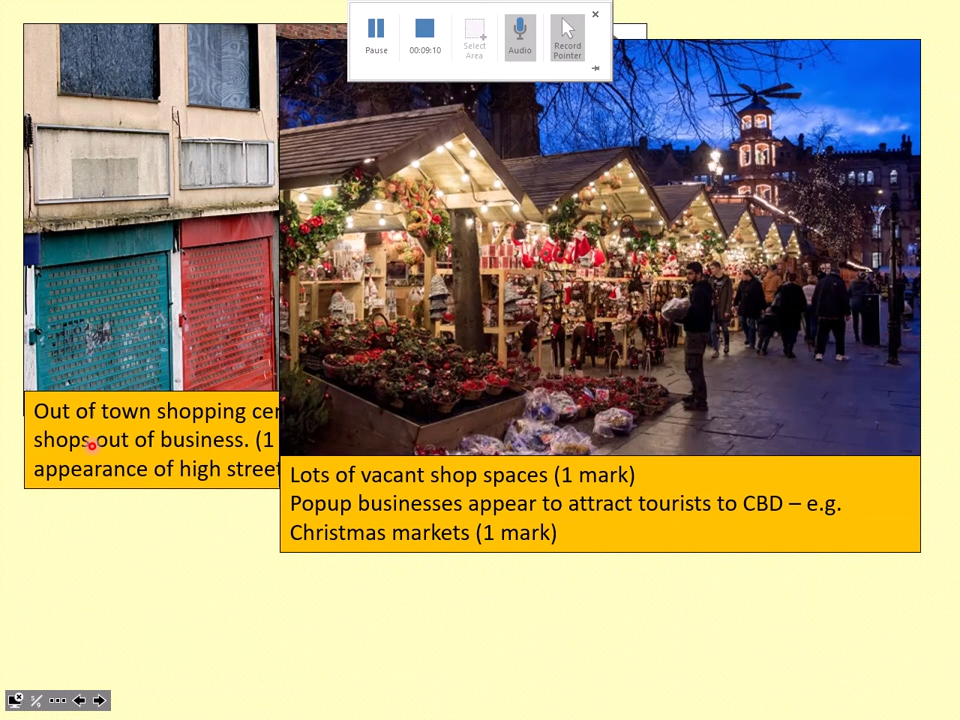 Pause
00:09:10
Select
Area
Audio
Record
Pointer
Out of town shopping cen
shops out of business. (1
appearance of high street
Lots of vacant shop spaces (1 mark)
Popup businesses appear to attract tourists to CBD – e.g.
Christmas markets (1 mark)